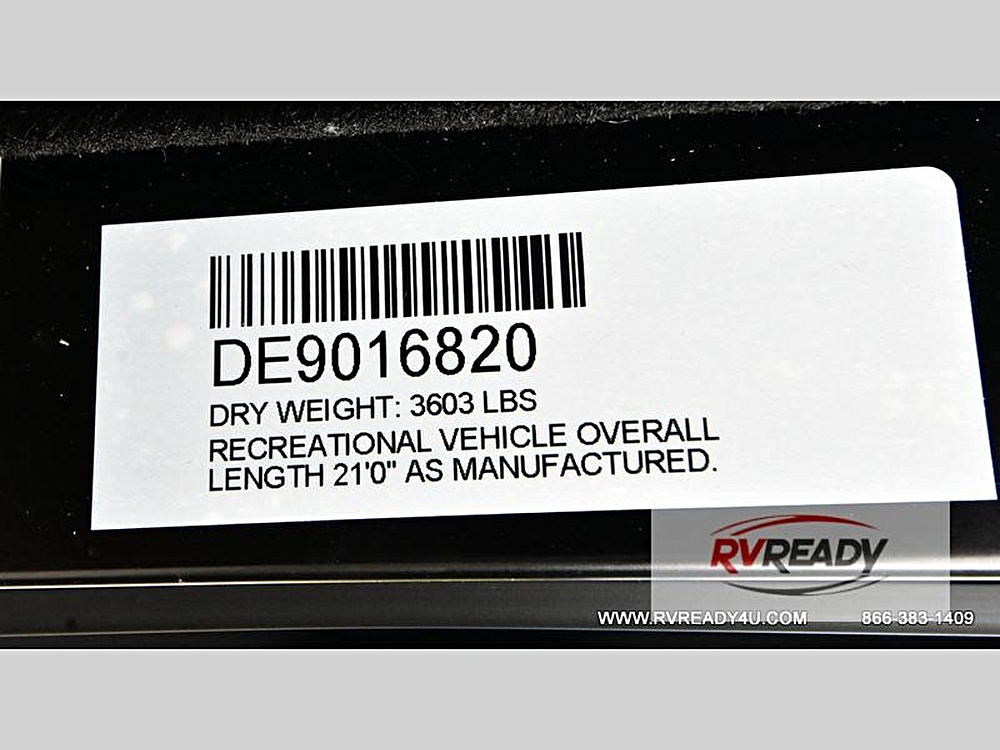 DE9016820
DRY WEIGHT: 3603 LBS
RECREATIONAL VEHICLE OVERALL
LENGTH 21'0" AS MANUFACTURED.
RVREADY
WWW.RVREADY4U.COM 866-383-1409